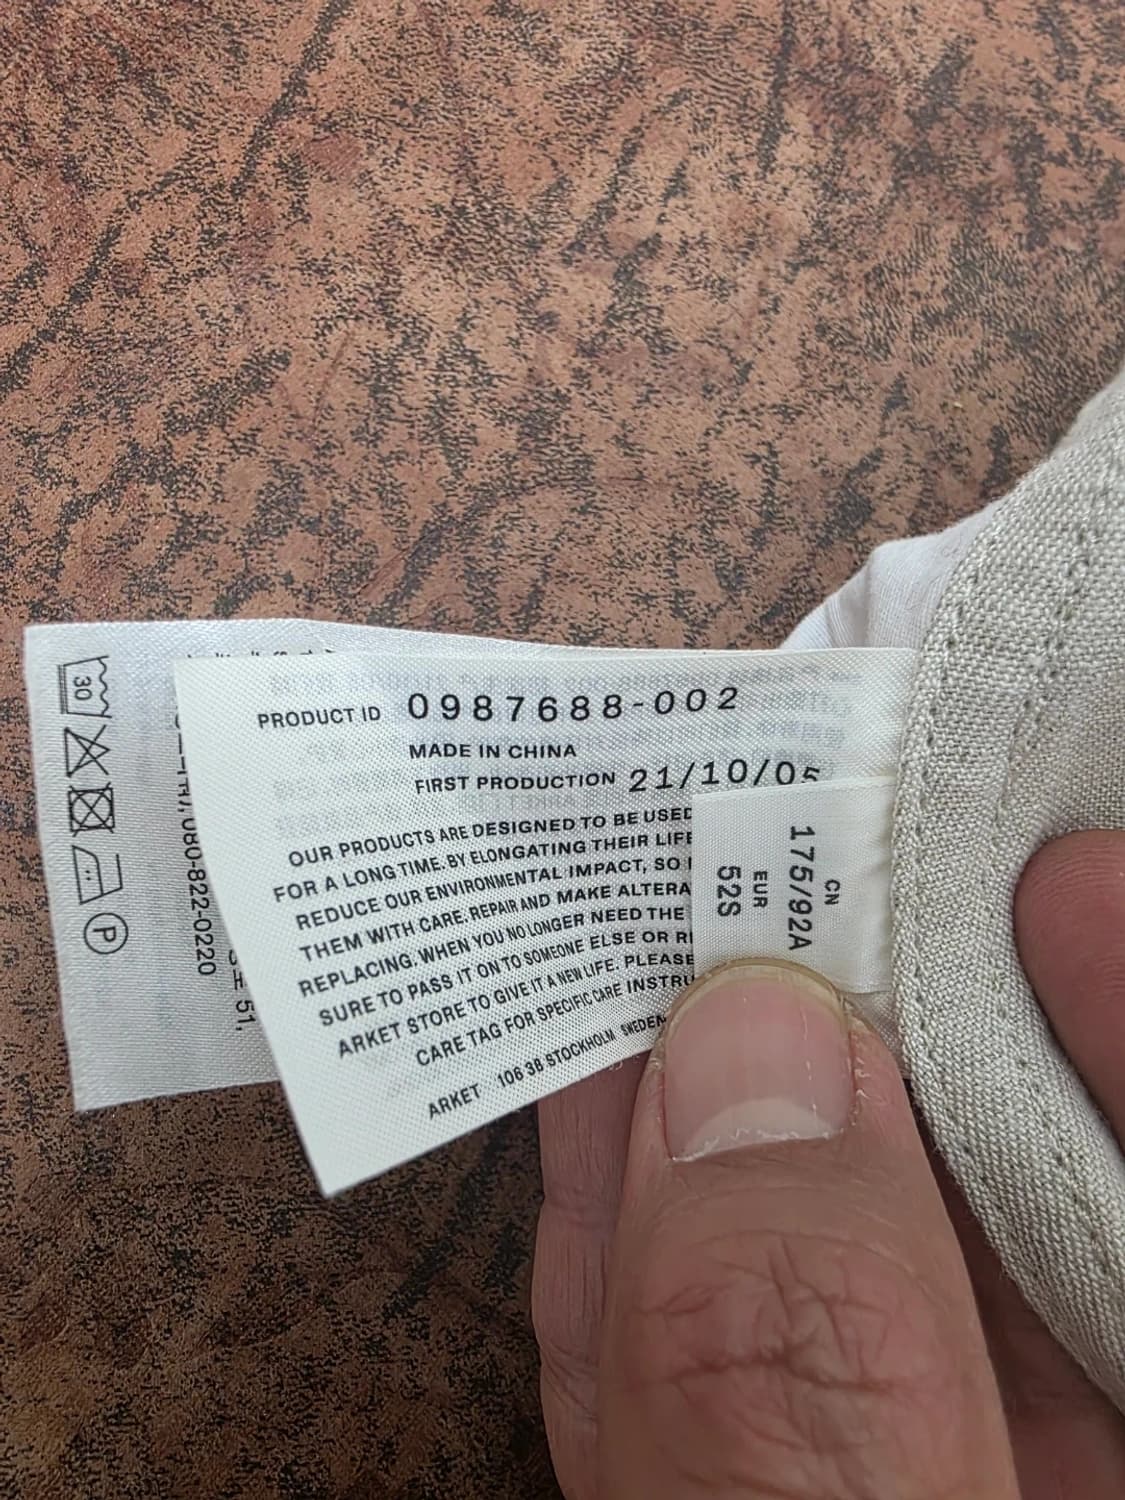 PRODUCT ID 0987688-002
MADE IN CHINA
FIRST PRODUCTION 21/10/05
OUR PRODUCTS ARE DESIGNED TO BE USED
FOR A LONG TIME. BY ELONGATING THEIR LIFE
REDUCE OUR ENVIRONMENTAL IMPACT, SO
THEM WITH CARE, REPAIR AND MAKE ALTERA
REPLACING. WHEN YOU NO LONGER NEED THE
SURE TO PASS IT ON TO SOMEONE ELSE OR
ARKET STORE TO GIVE IT A NEW LIFE. PLEASE
CARE TAG FOR SPECIFIC CARE INSTRU
ARKET 106 38 STOCKHOLM SWEDEN
CN
175/92A
EUR
52S
30
P
080-822-0220
51,